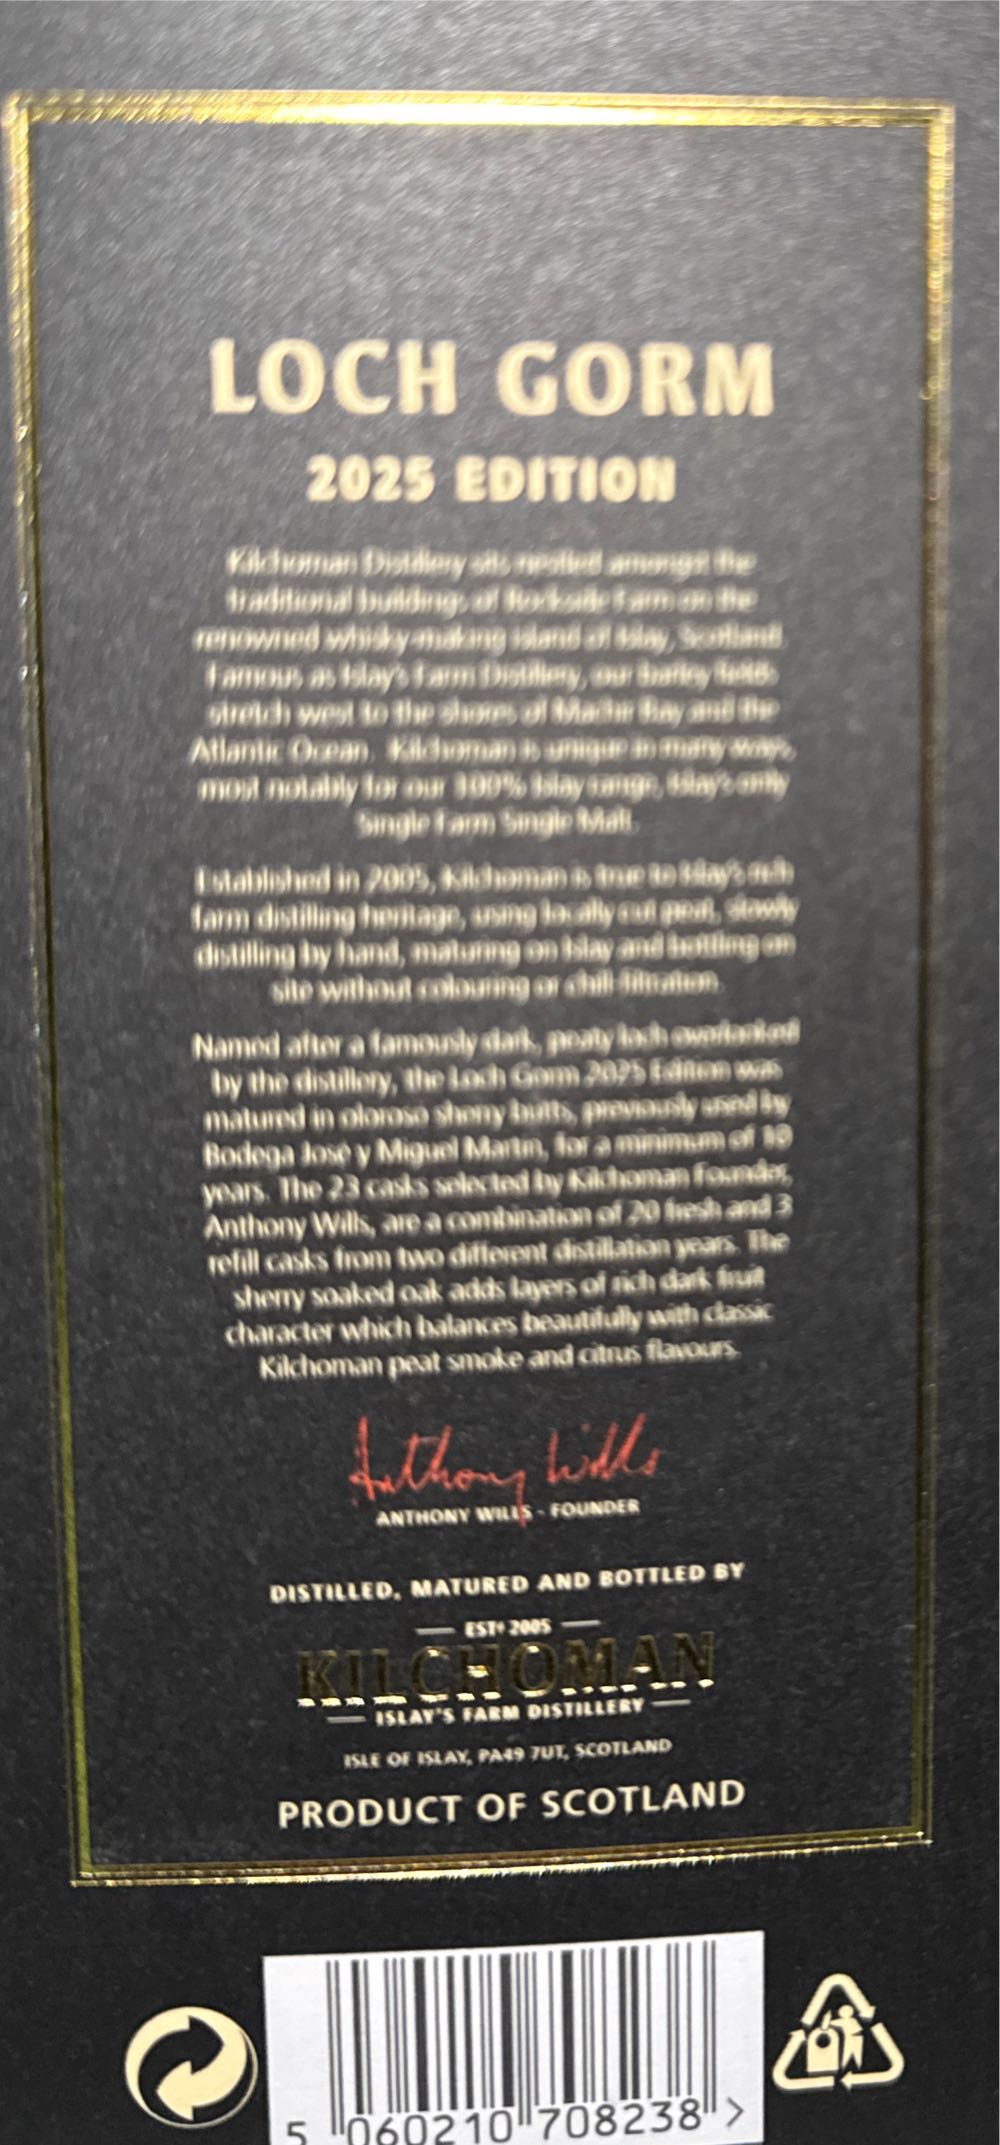 LOCH GORM
2025 EDITION
Kilchoman Distillery sits nestled amongst the
traditional buildings of Rockside Farm on the
renowned whisky-making island of Islay, Scotland.
Famous as Islay's Farm Distillery, our barley fields
stretch west to the shores of Machir Bay and the
Atlantic Ocean. Kilchoman is unique in many ways,
most notably for our 100% Islay range, Islay's only
Single Farm Single Malt.
Established in 2005, Kilchoman is true to Islay's rich
farm distilling heritage, using locally cut peat, slowly
distilling by hand, maturing on Islay and bottling on
site without colouring or chill-filtration.
Named after a famously dark, peaty loch overlooked
by the distillery, the Loch Gorm 2025 Edition was
matured in oloroso sherry butts, previously used by
Bodega José y Miguel Martin, for a minimum of 10
years. The 23 casks selected by Kilchoman Founder,
Anthony Wills, are a combination of 20 fresh and 3
refill casks from two different distillation years. The
sherry soaked oak adds layers of rich dark fruit
character which balances beautifully with classic
Kilchoman peat smoke and citrus flavours.
Anthony Wills
ANTHONY WILLS - FOUNDER
DISTILLED, MATURED AND BOTTLED BY
ESTD 2005
KILCHOMAN
ISLAY'S FARM DISTILLERY
ISLE OF ISLAY, PA49 7UT, SCOTLAND
PRODUCT OF SCOTLAND
5 060210 708238 >